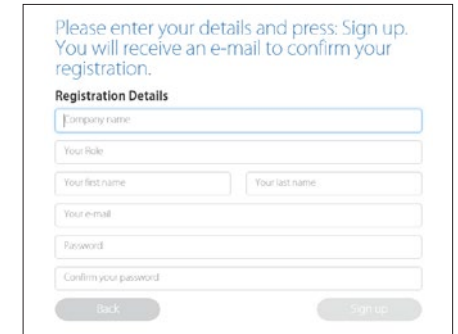 Please enter your details and press: Sign up.
You will receive an e-mail to confirm your
registration.
Registration Details
Company name
Your Role
Your first name
Your last name
Your e-mail
Password
Confirm your password
Back
Sign up